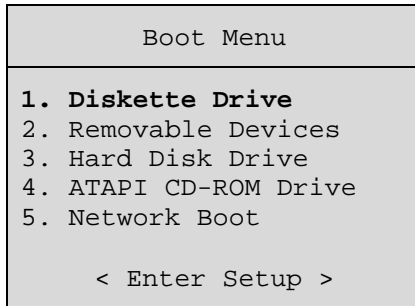 Boot Menu
1. Diskette Drive
2. Removable Devices
3. Hard Disk Drive
4. ATAPI CD-ROM Drive
5. Network Boot
< Enter Setup >